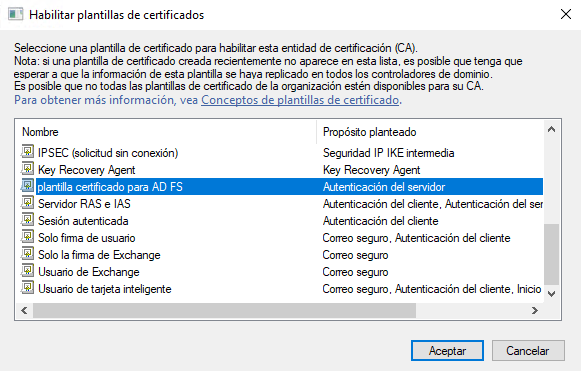 Habilitar plantillas de certificados
Seleccione una plantilla de certificado para habilitar esta entidad de certificación (CA).
Nota: si una plantilla de certificado creada recientemente no aparece en esta lista, es posible que tenga que
esperar a que la información de esta plantilla se haya replicado en todos los controladores de dominio.
Es posible que no todas las plantillas de certificado de la organización estén disponibles para su CA.
Para obtener más información, vea Conceptos de plantillas de certificado.
Nombre Propósito planteado
IPSEC (solicitud sin conexión) Seguridad IP IKE intermedia
Key Recovery Agent Key Recovery Agent
plantilla certificado para AD FS Autenticación del servidor
Servidor RAS e IAS Autenticación del cliente, Autenticación del ser
Sesión autenticada Autenticación del cliente
Solo firma de usuario Correo seguro, Autenticación del cliente
Solo la firma de Exchange Correo seguro
Usuario de Exchange Correo seguro
Usuario de tarjeta inteligente Correo seguro, Autenticación del cliente, Inicio
Aceptar Cancelar